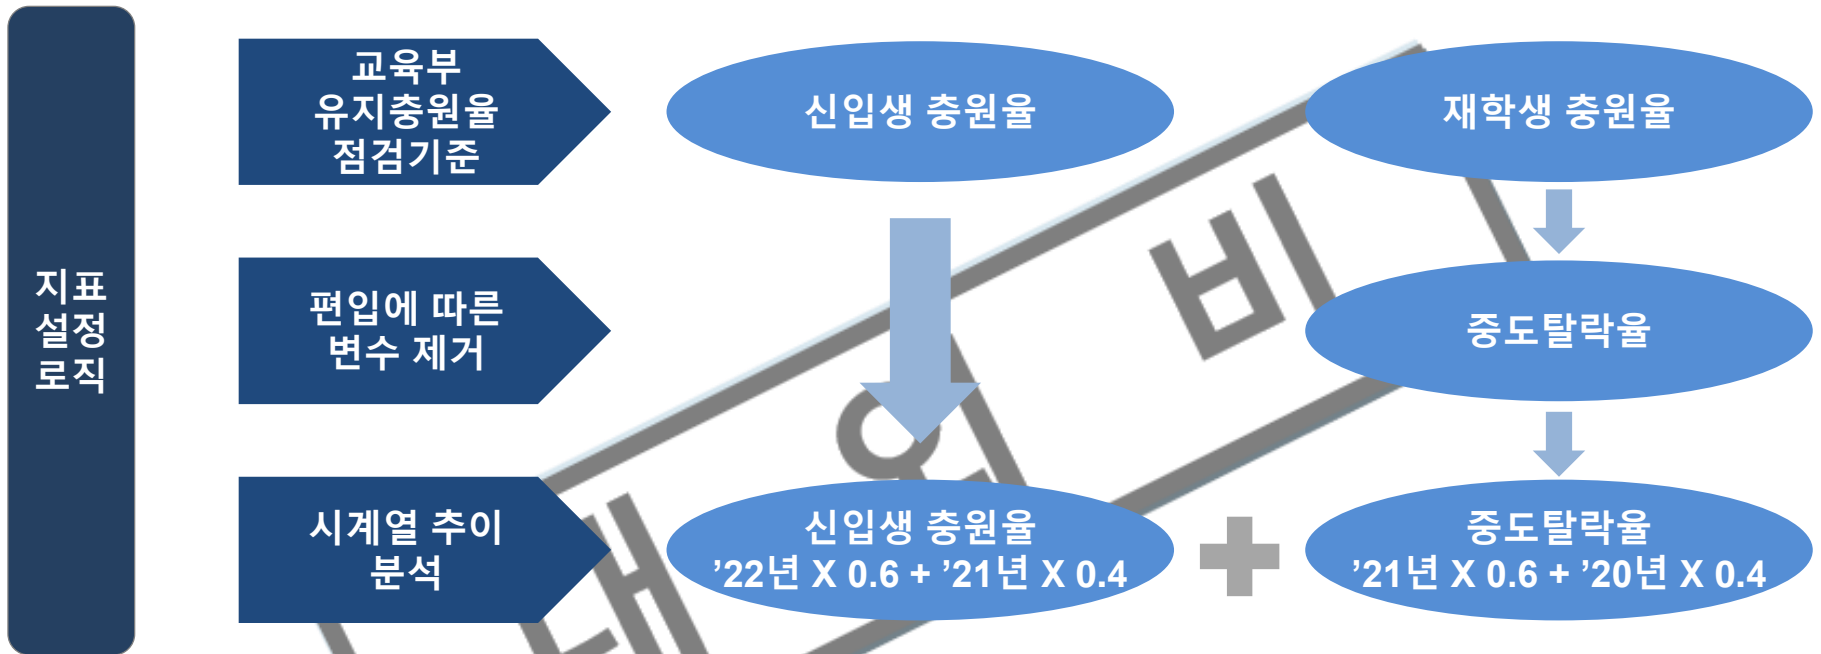 지표
설정
로직
교육부
유지충원율
점검기준
신입생 충원율
재학생 충원율
편입에 따른
변수 제거
중도탈락율
시계열 추이
분석
신입생 충원율
’22년 X 0.6 + ’21년 X 0.4
중도탈락율
’21년 X 0.6 + ’20년 X 0.4
대외비